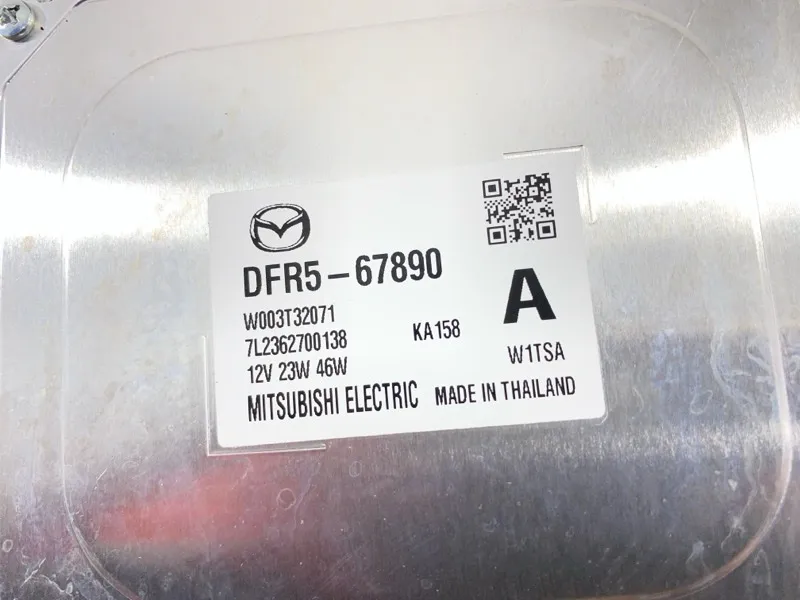 DFR5-67890
A
W003T32071
7L2362700138
KA158
12V 23W 46W
W1TSA
MITSUBISHI ELECTRIC MADE IN THAILAND